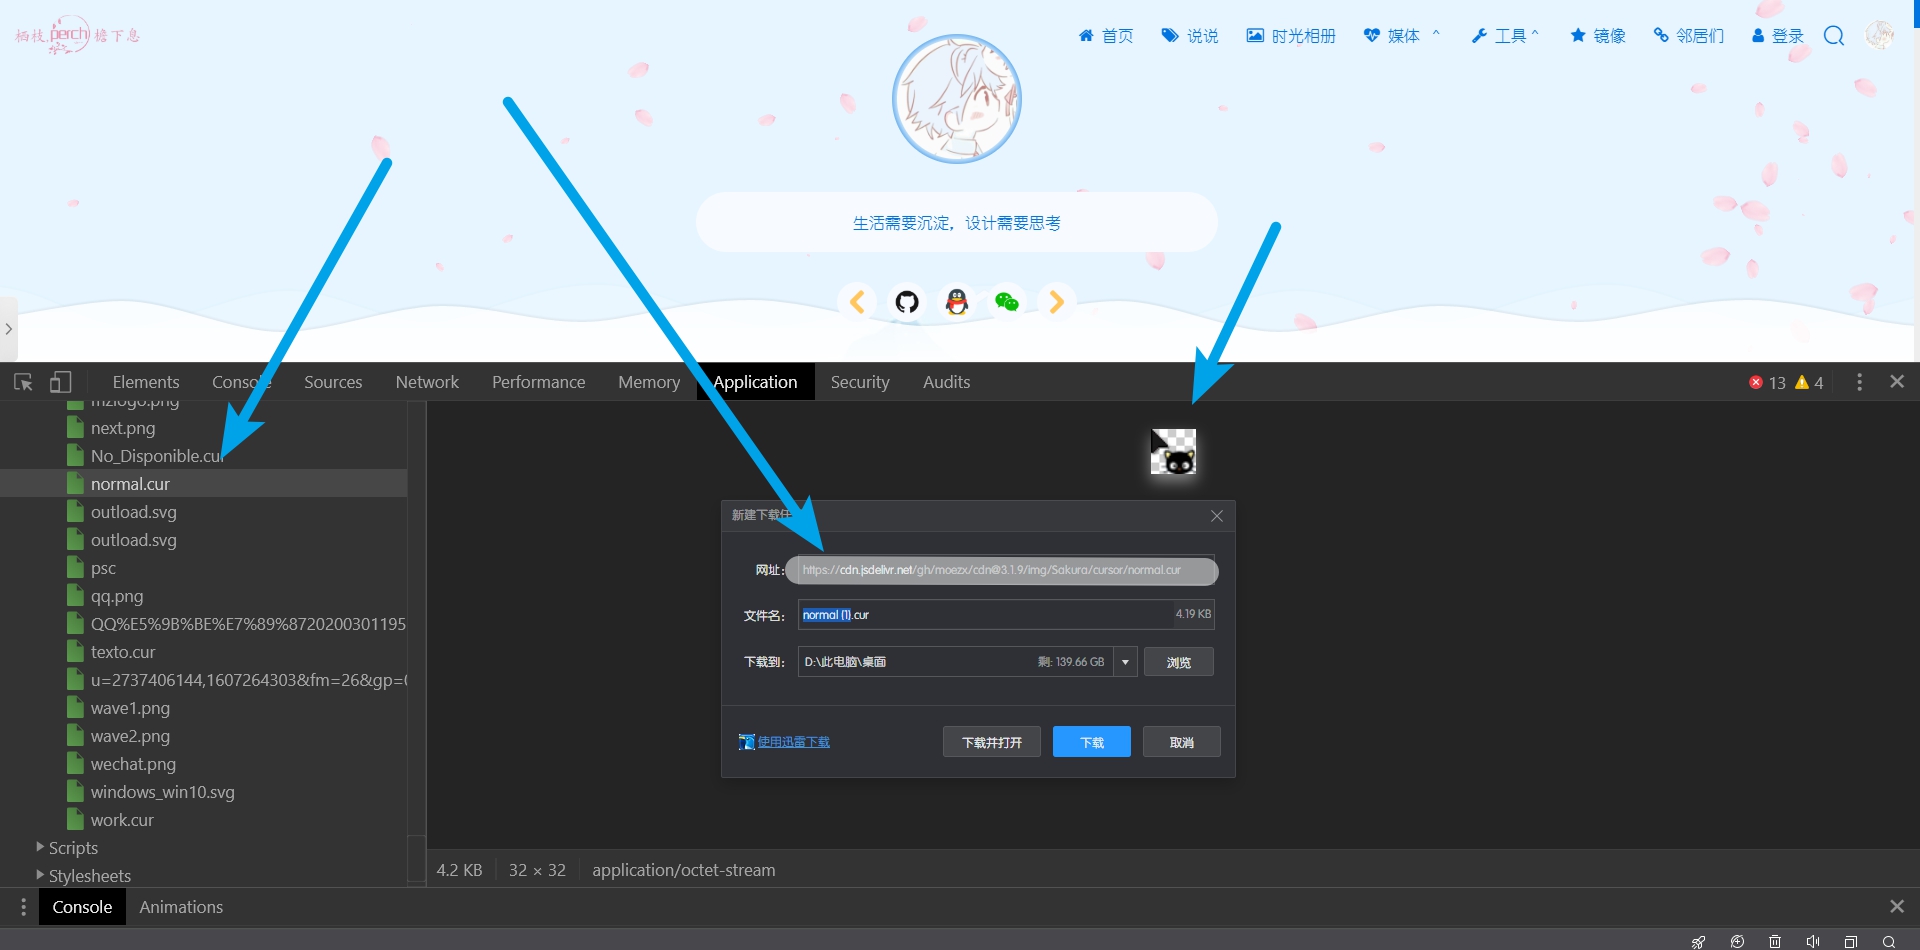 栖枝.perch檐下息
首页 说说 时光相册 媒体 ^ 工具 ^ 镜像 邻居们 登录
生活需要沉淀，设计需要思考
Elements Console Sources Network Performance Memory Application Security Audits 13 4
mzlogo.png
next.png
No_Disponible.cur
normal.cur
outload.svg
outload.svg
psc
qq.png
QQ%E5%9B%BE%E7%89%8720200301195
texto.cur
u=2737406144,1607264303&fm=26&gp=0
wave1.png
wave2.png
wechat.png
windows_win10.svg
work.cur
Scripts
Stylesheets
新建下载任
网址： https://cdn.jsdelivr.net/gh/moezx/cdn@3.1.9/img/Sakura/cursor/normal.cur
文件名： normal (1).cur 4.19 KB
下载到： D:\此电脑\桌面 剩: 139.66 GB 浏览
使用迅雷下载 下载并打开 下载 取消
4.2 KB 32 × 32 application/octet-stream
Console Animations